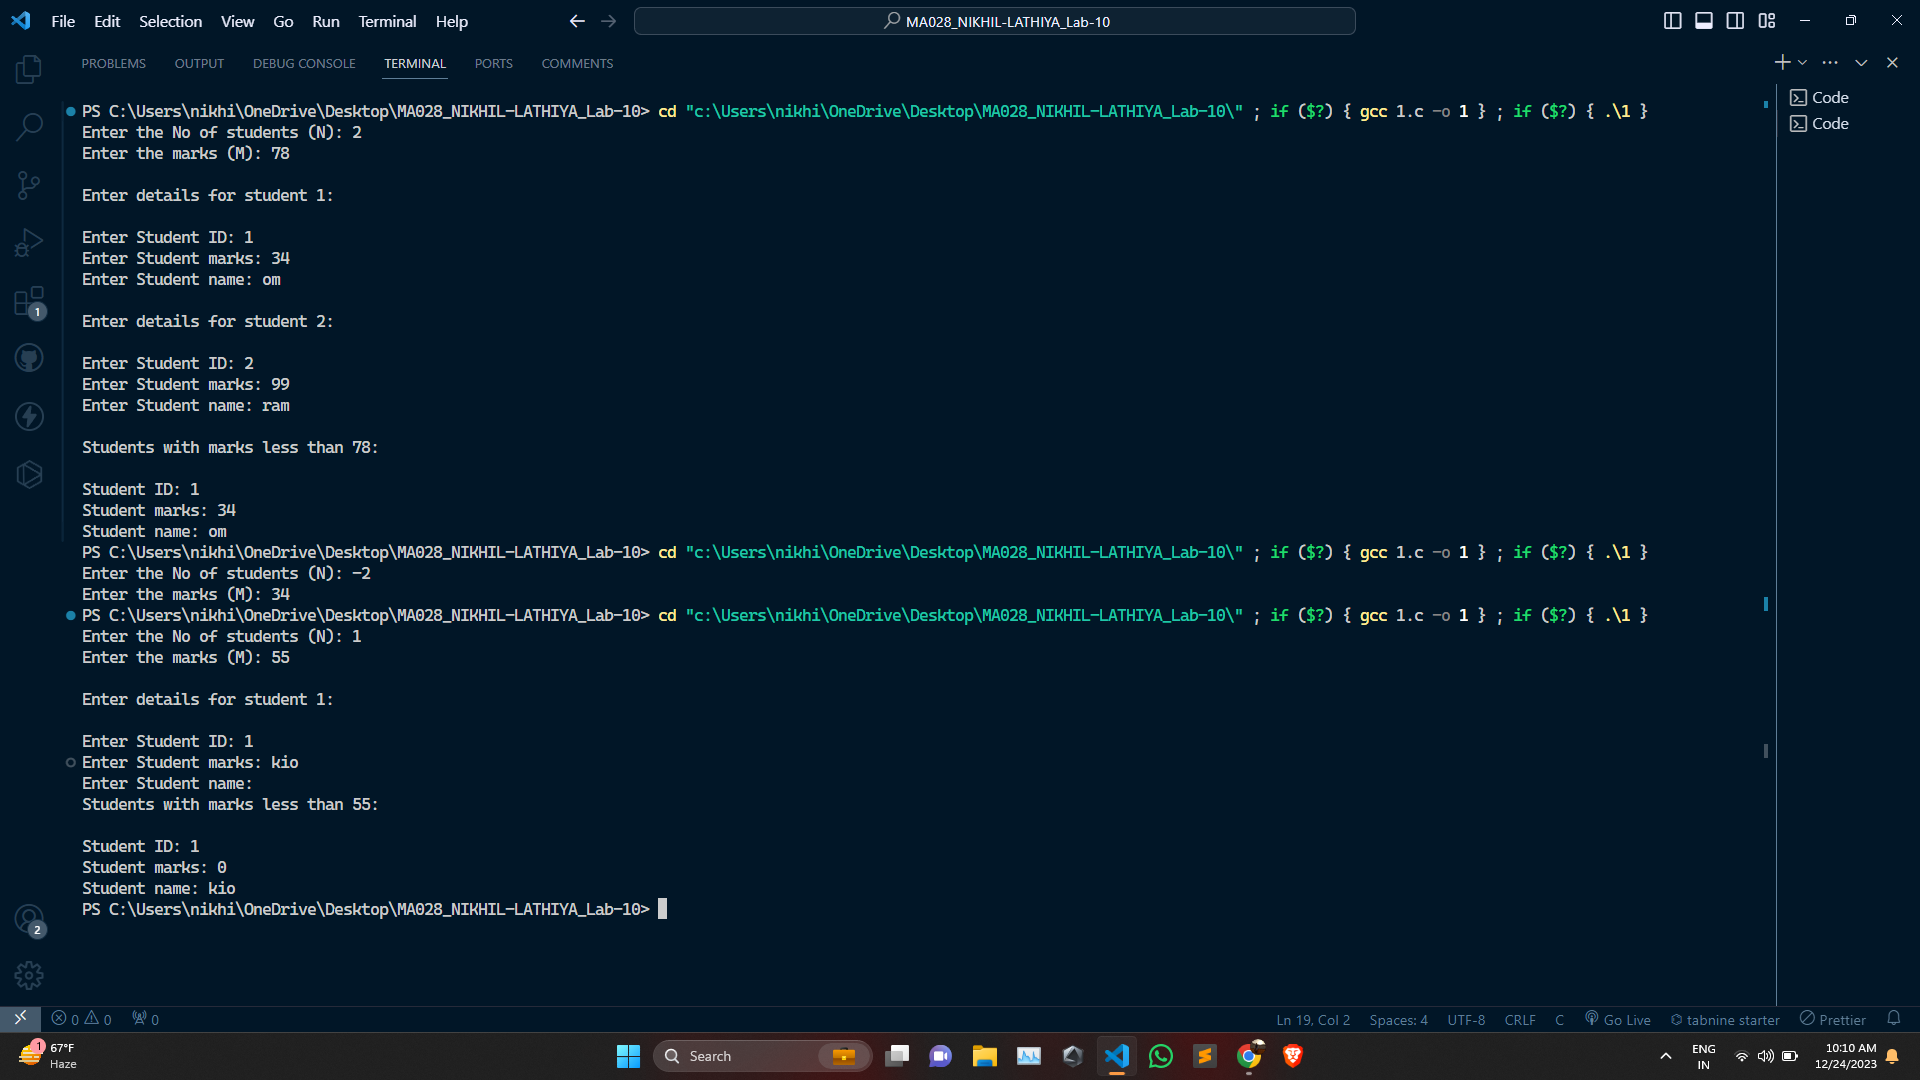 File Edit Selection View Go Run Terminal Help
MA028_NIKHIL-LATHIYA_Lab-10
PROBLEMS OUTPUT DEBUG CONSOLE TERMINAL PORTS COMMENTS
PS C:\Users\nikhi\OneDrive\Desktop\MA028_NIKHIL-LATHIYA_Lab-10> cd "c:\Users\nikhi\OneDrive\Desktop\MA028_NIKHIL-LATHIYA_Lab-10\" ; if ($?) { gcc 1.c -o 1 } ; if ($?) { .\1 }
Enter the No of students (N): 2
Enter the marks (M): 78
Enter details for student 1:
Enter Student ID: 1
Enter Student marks: 34
Enter Student name: om
Enter details for student 2:
Enter Student ID: 2
Enter Student marks: 99
Enter Student name: ram
Students with marks less than 78:
Student ID: 1
Student marks: 34
Student name: om
PS C:\Users\nikhi\OneDrive\Desktop\MA028_NIKHIL-LATHIYA_Lab-10> cd "c:\Users\nikhi\OneDrive\Desktop\MA028_NIKHIL-LATHIYA_Lab-10\" ; if ($?) { gcc 1.c -o 1 } ; if ($?) { .\1 }
Enter the No of students (N): -2
Enter the marks (M): 34
PS C:\Users\nikhi\OneDrive\Desktop\MA028_NIKHIL-LATHIYA_Lab-10> cd "c:\Users\nikhi\OneDrive\Desktop\MA028_NIKHIL-LATHIYA_Lab-10\" ; if ($?) { gcc 1.c -o 1 } ; if ($?) { .\1 }
Enter the No of students (N): 1
Enter the marks (M): 55
Enter details for student 1:
Enter Student ID: 1
Enter Student marks: kio
Enter Student name:
Students with marks less than 55:
Student ID: 1
Student marks: 0
Student name: kio
PS C:\Users\nikhi\OneDrive\Desktop\MA028_NIKHIL-LATHIYA_Lab-10>
Code
Code
1
2
0 0 0
Ln 19, Col 2 Spaces: 4 UTF-8 CRLF C Go Live tabnine starter Prettier
1
67°F
Haze
Search
ENG
IN
10:10 AM
12/24/2023